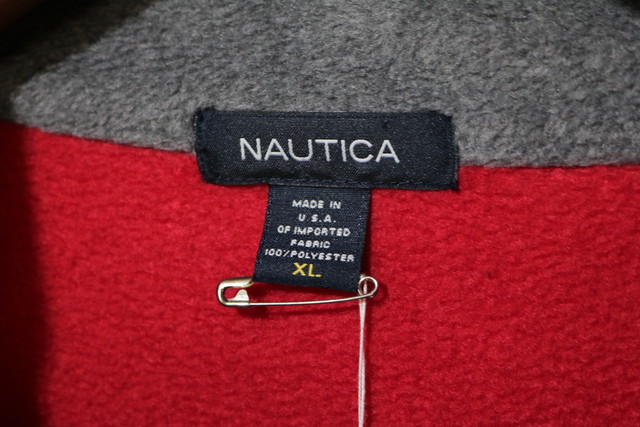 NAUTICA
MADE IN
U S.A.
OF IMPORTED
FABRIC
100%POLYESTER
XL